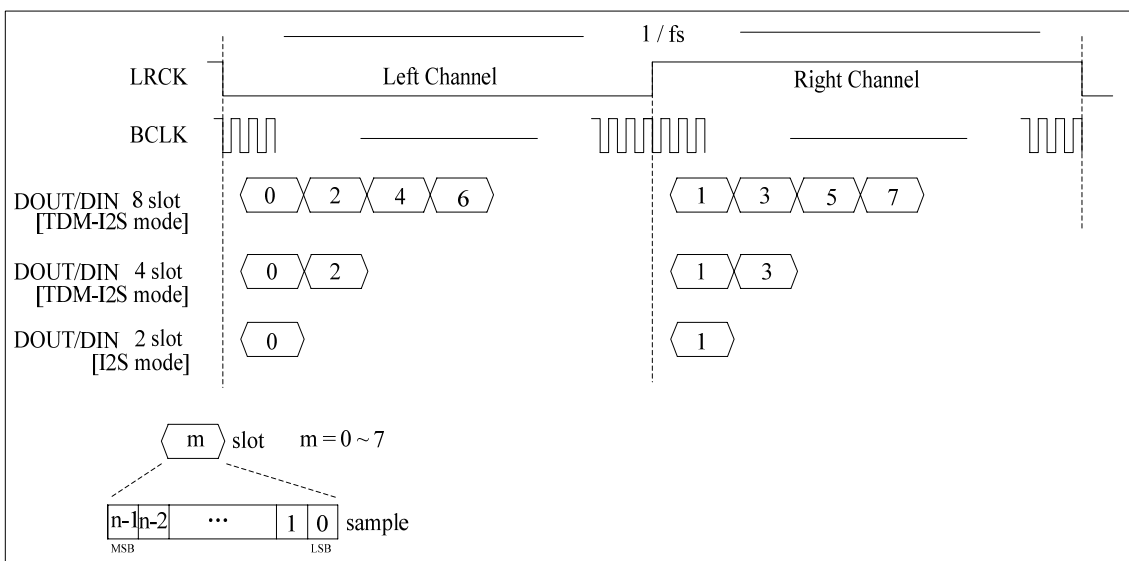 1 / fs
LRCK Left Channel Right Channel
BCLK
DOUT/DIN 8 slot 0 2 4 6 1 3 5 7
[TDM-I2S mode]
DOUT/DIN 4 slot 0 2 1 3
[TDM-I2S mode]
DOUT/DIN 2 slot 0 1
[I2S mode]
m slot m = 0 ~ 7
n-1 n-2 ... 1 0 sample
MSB LSB